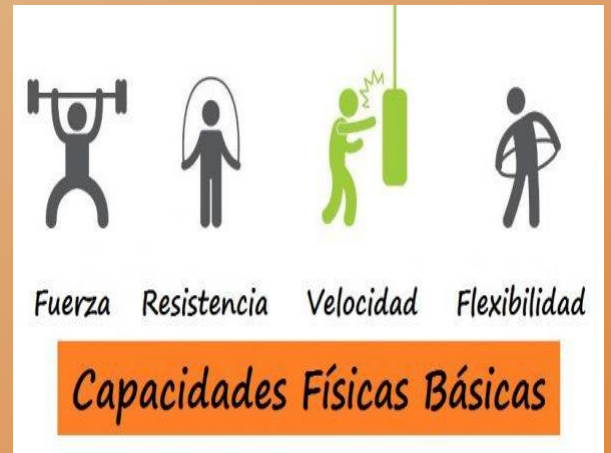 Fuerza Resistencia Velocidad Flexibilidad
Capacidades Físicas Básicas